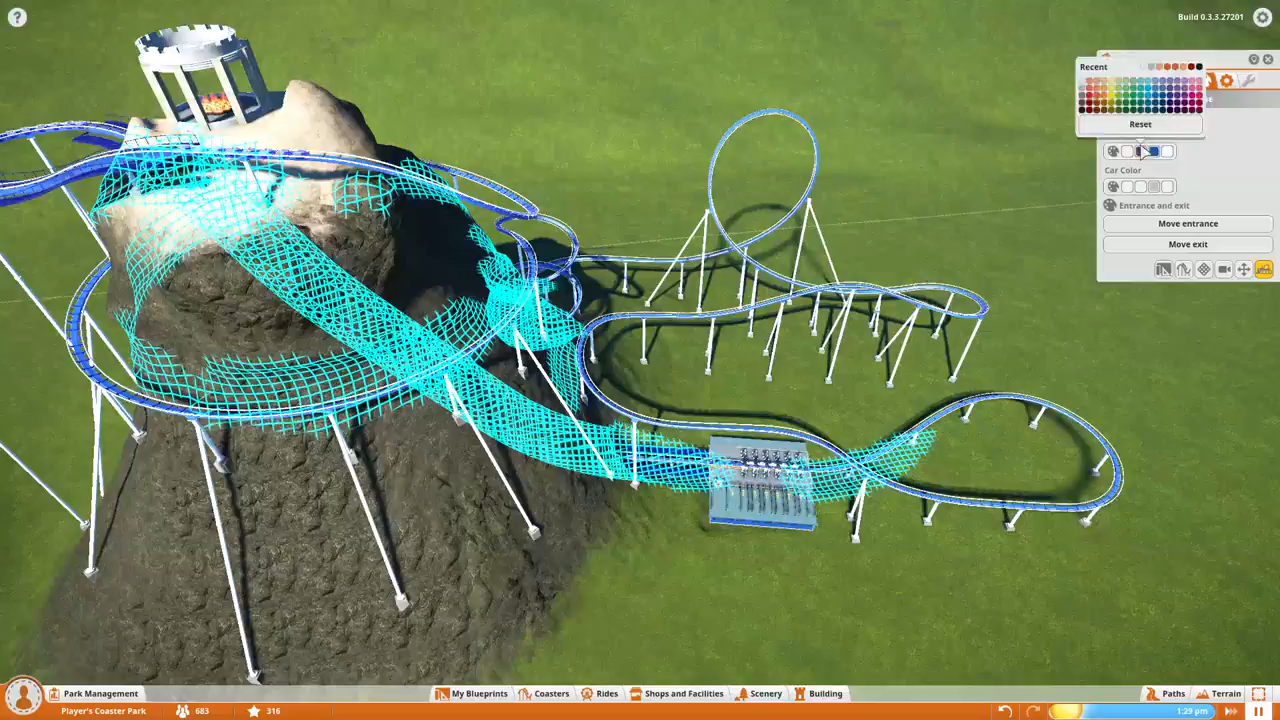 Build 0.3.3.27201
Recent
Reset
Car Color
Entrance and exit
Move entrance
Move exit
Park Management
My Blueprints
Coasters
Rides
Shops and Facilities
Scenery
Building
Paths
Terrain
Player's Coaster Park
683
316
1:29 pm